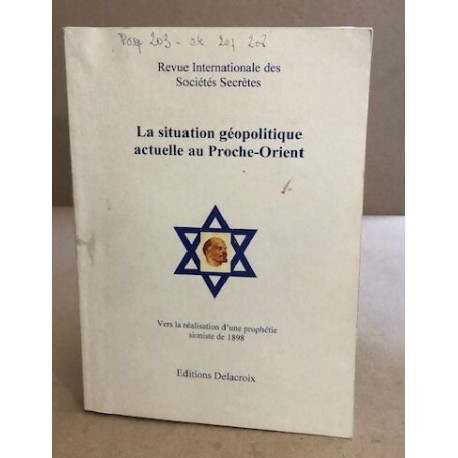 203 -
Revue Internationale des
Sociétés Secrètes
La situation géopolitique
actuelle au Proche-Orient
Vers la réalisation d'une prophétie
sioniste de 1898
Editions Delacroix